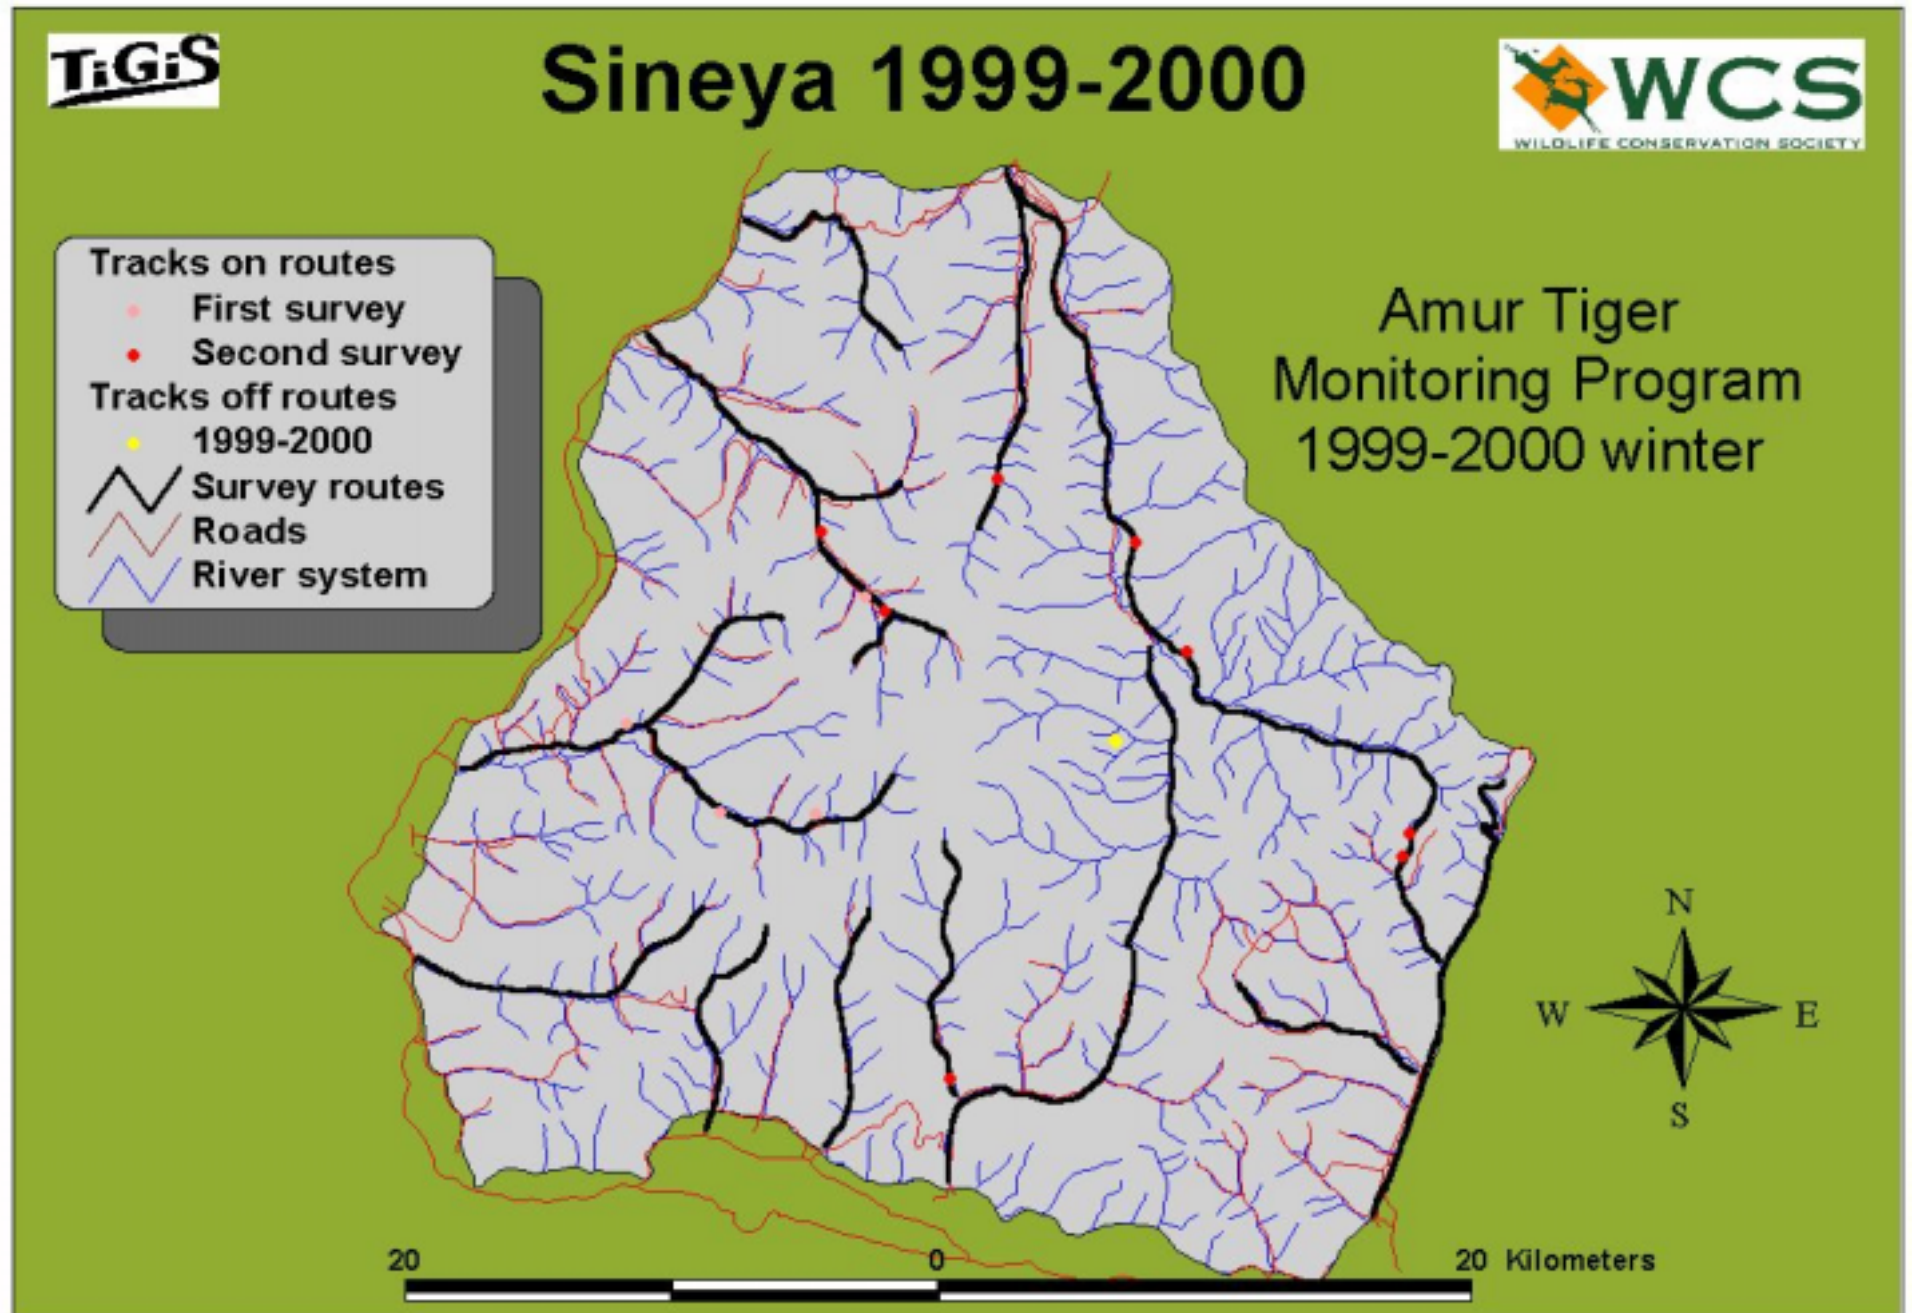 TiGiS
Sineya 1999-2000
WCS
WILDLIFE CONSERVATION SOCIETY
Tracks on routes
First survey
Second survey
Tracks off routes
1999-2000
Survey routes
Roads
River system
Amur Tiger
Monitoring Program
1999-2000 winter
N
W E
S
20 0 20 Kilometers